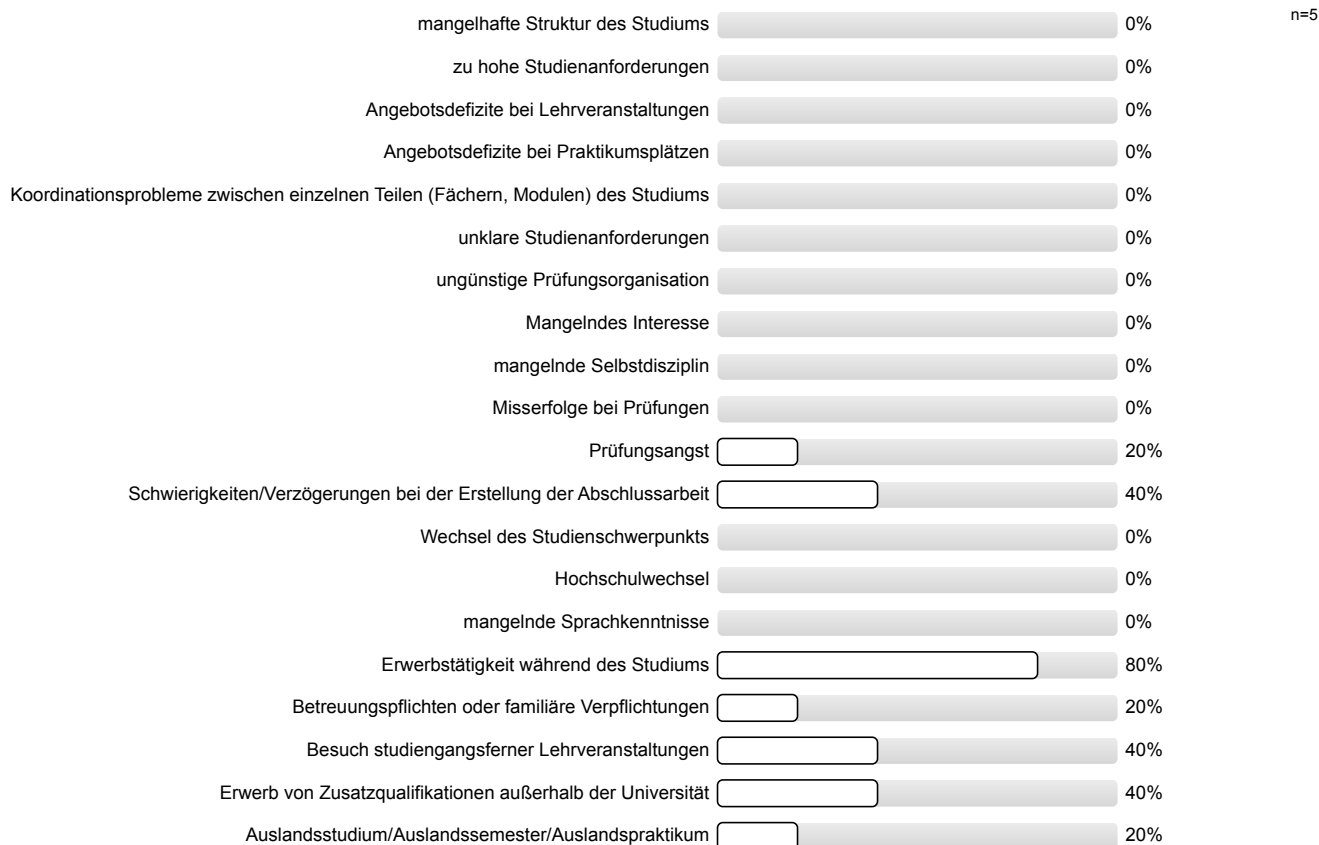 n=5
mangelhafte Struktur des Studiums 0%
zu hohe Studienanforderungen 0%
Angebotsdefizite bei Lehrveranstaltungen 0%
Angebotsdefizite bei Praktikumsplätzen 0%
Koordinationsprobleme zwischen einzelnen Teilen (Fächern, Modulen) des Studiums 0%
unklare Studienanforderungen 0%
ungünstige Prüfungsorganisation 0%
Mangelndes Interesse 0%
mangelnde Selbstdisziplin 0%
Misserfolge bei Prüfungen 0%
Prüfungsangst 20%
Schwierigkeiten/Verzögerungen bei der Erstellung der Abschlussarbeit 40%
Wechsel des Studienschwerpunkts 0%
Hochschulwechsel 0%
mangelnde Sprachkenntnisse 0%
Erwerbstätigkeit während des Studiums 80%
Betreuungspflichten oder familiäre Verpflichtungen 20%
Besuch studiengangsferner Lehrveranstaltungen 40%
Erwerb von Zusatzqualifikationen außerhalb der Universität 40%
Auslandsstudium/Auslandssemester/Auslandspraktikum 20%